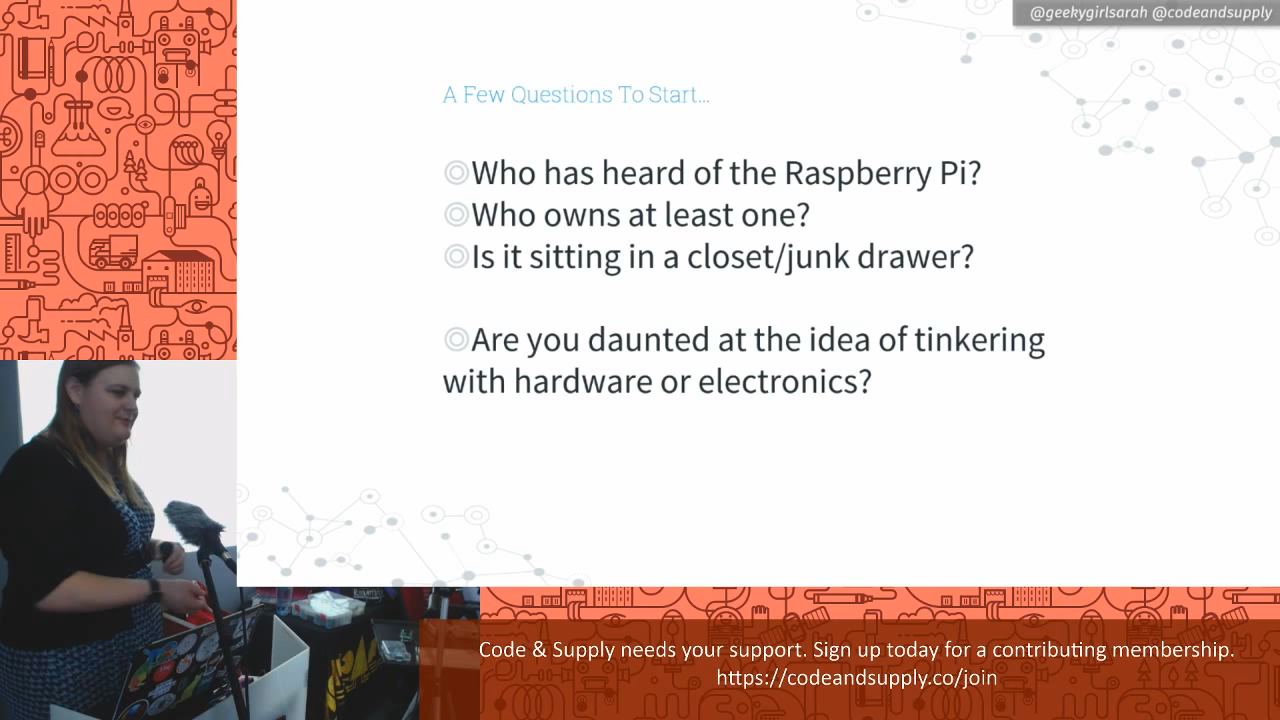 @geekygirlsarah @codeandsupply
A Few Questions To Start...
Who has heard of the Raspberry Pi?
Who owns at least one?
Is it sitting in a closet/junk drawer?
Are you daunted at the idea of tinkering
with hardware or electronics?
Code & Supply needs your support. Sign up today for a contributing membership.
https://codeandsupply.co/join